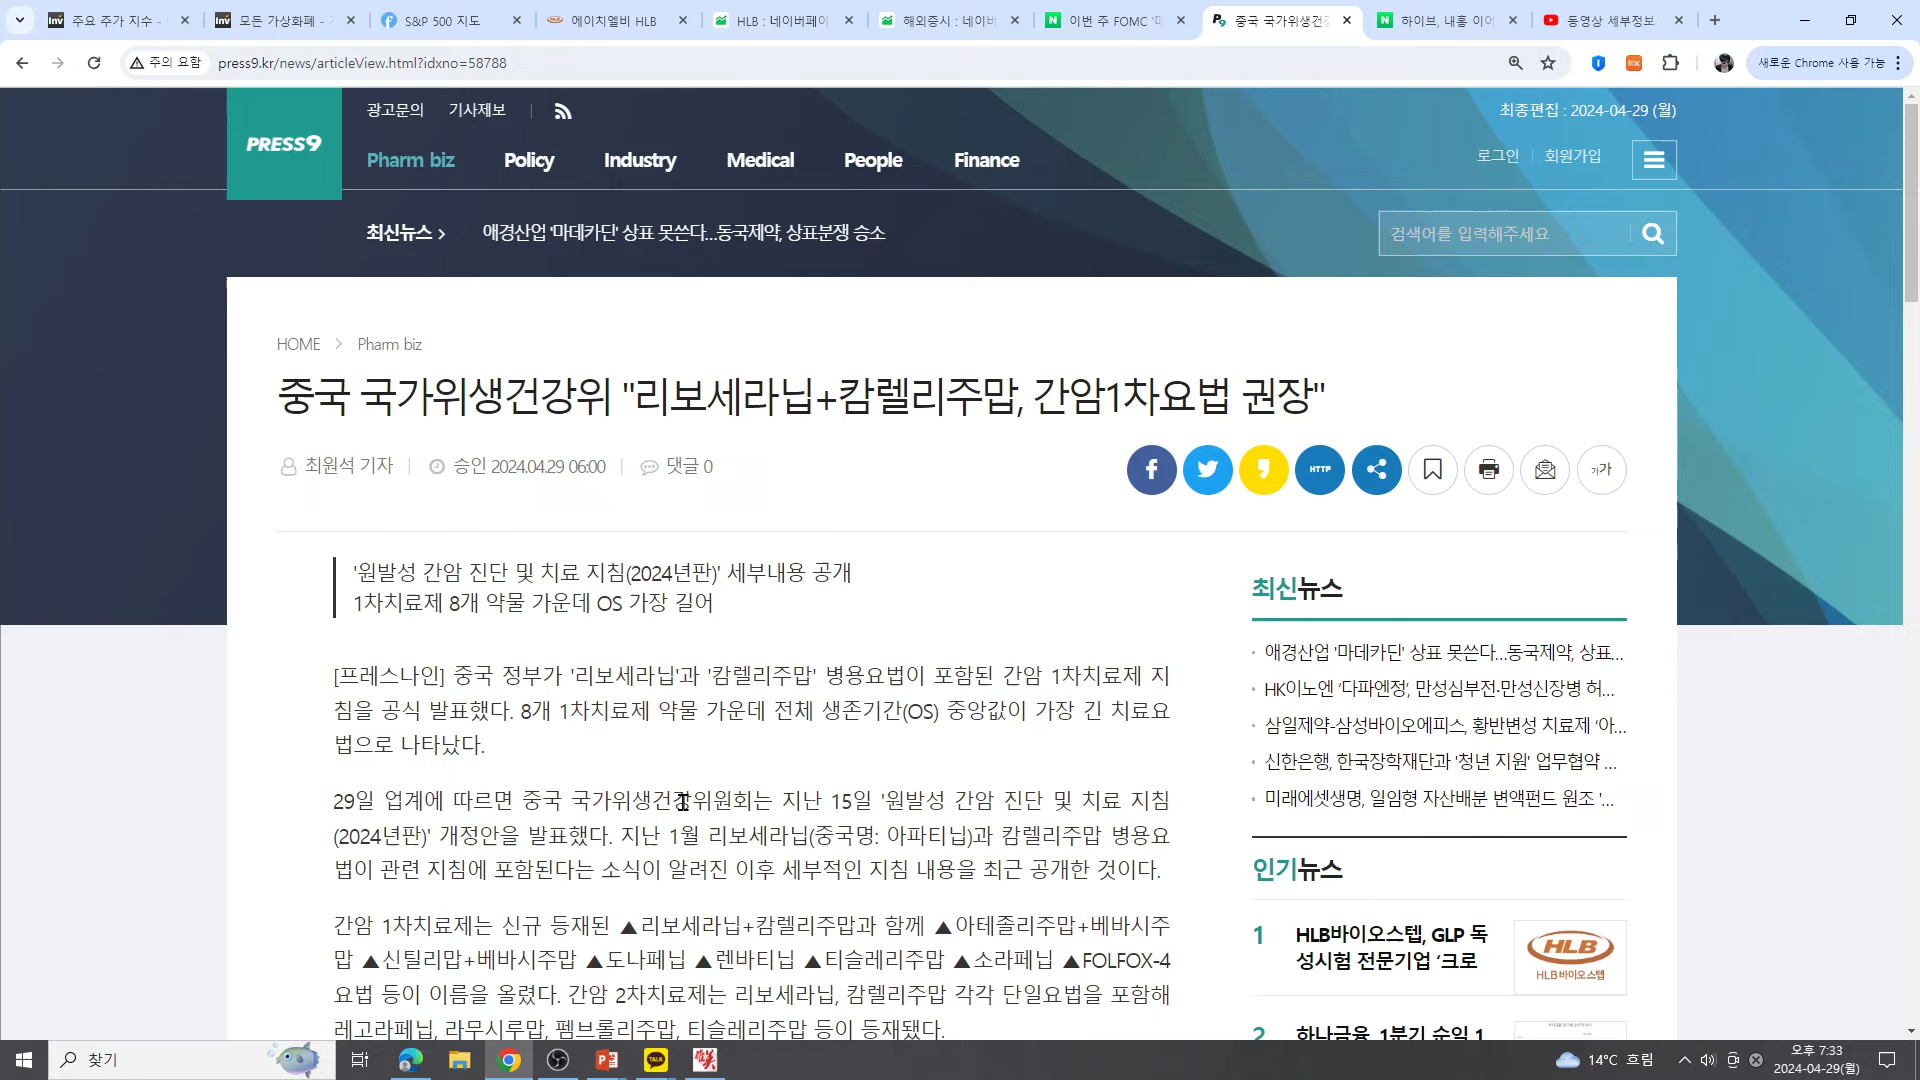 주요 주가 지수 -
모든 가상화폐 -
S&P 500 지도
에이치엘비 HLB
HLB : 네이버페이
해외증시 : 네이버
이번 주 FOMC
중국 국가위생건강
하이브, 내홍 이어
동영상 세부정보
주의 요함
press9.kr/news/articleView.html?idxno=58788
새로운 Chrome 사용 가능
광고문의
기사제보
최종편집 : 2024-04-29 (월)
PRESS9
Pharm biz
Policy
Industry
Medical
People
Finance
로그인
회원가입
최신뉴스 >
애경산업 '마데카딘' 상표 못쓴다…동국제약, 상표분쟁 승소
검색어를 입력해주세요
HOME > Pharm biz
중국 국가위생건강위 "리보세라닙+캄렐리주맙, 간암1차요법 권장"
최원석 기자
승인 2024.04.29 06:00
댓글 0
HTTP
가가
'원발성 간암 진단 및 치료 지침(2024년판)' 세부내용 공개
1차치료제 8개 약물 가운데 OS 가장 길어
[프레스나인] 중국 정부가 '리보세라닙'과 '캄렐리주맙' 병용요법이 포함된 간암 1차치료제 지
침을 공식 발표했다. 8개 1차치료제 약물 가운데 전체 생존기간(OS) 중앙값이 가장 긴 치료요
법으로 나타났다.
29일 업계에 따르면 중국 국가위생건강위원회는 지난 15일 '원발성 간암 진단 및 치료 지침
(2024년판)' 개정안을 발표했다. 지난 1월 리보세라닙(중국명: 아파티닙)과 캄렐리주맙 병용요
법이 관련 지침에 포함된다는 소식이 알려진 이후 세부적인 지침 내용을 최근 공개한 것이다.
간암 1차치료제는 신규 등재된 ▲리보세라닙+캄렐리주맙과 함께 ▲아테졸리주맙+베바시주
맙 ▲신틸리맙+베바시주맙 ▲도나페닙 ▲렌바티닙 ▲티슬레리주맙 ▲소라페닙 ▲FOLFOX-4
요법 등이 이름을 올렸다. 간암 2차치료제는 리보세라닙, 캄렐리주맙 각각 단일요법을 포함해
레고라페닙, 라무시루맙, 펨브롤리주맙, 티슬레리주맙 등이 등재됐다.
최신뉴스
애경산업 '마데카딘' 상표 못쓴다…동국제약, 상표...
HK이노엔 '다파엔정', 만성심부전·만성신장병 허...
삼일제약-삼성바이오에피스, 황반변성 치료제 '아...
신한은행, 한국장학재단과 '청년 지원' 업무협약 ...
미래에셋생명, 일임형 자산배분 변액펀드 원조 '...
인기뉴스
1
HLB바이오스텝, GLP 독
성시험 전문기업 '크로
HLB
HLB바이오스텝
2
하나금융, 1분기 순익 1
찾기
TALK
14°C 흐림
오후 7:33
2024-04-29(월)